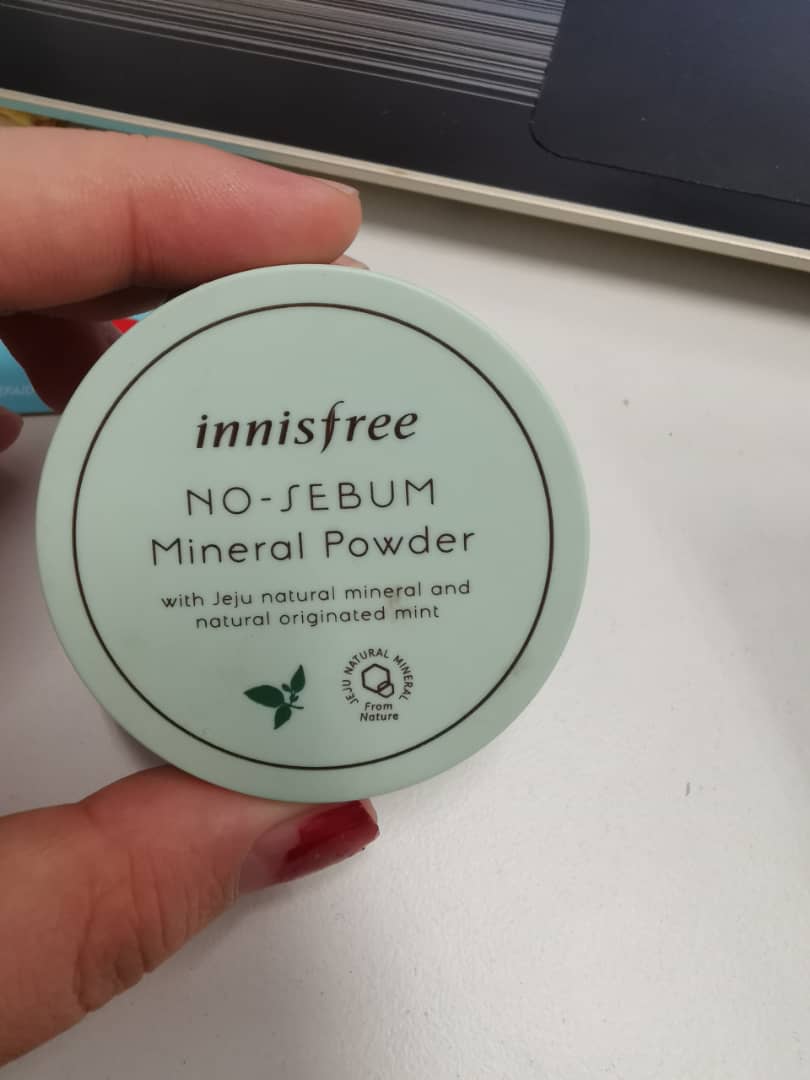 innisfree
NO-SEBUM
Mineral Powder
with Jeju natural mineral and
natural originated mint
JEJU NATURAL MINERAL
From
Nature